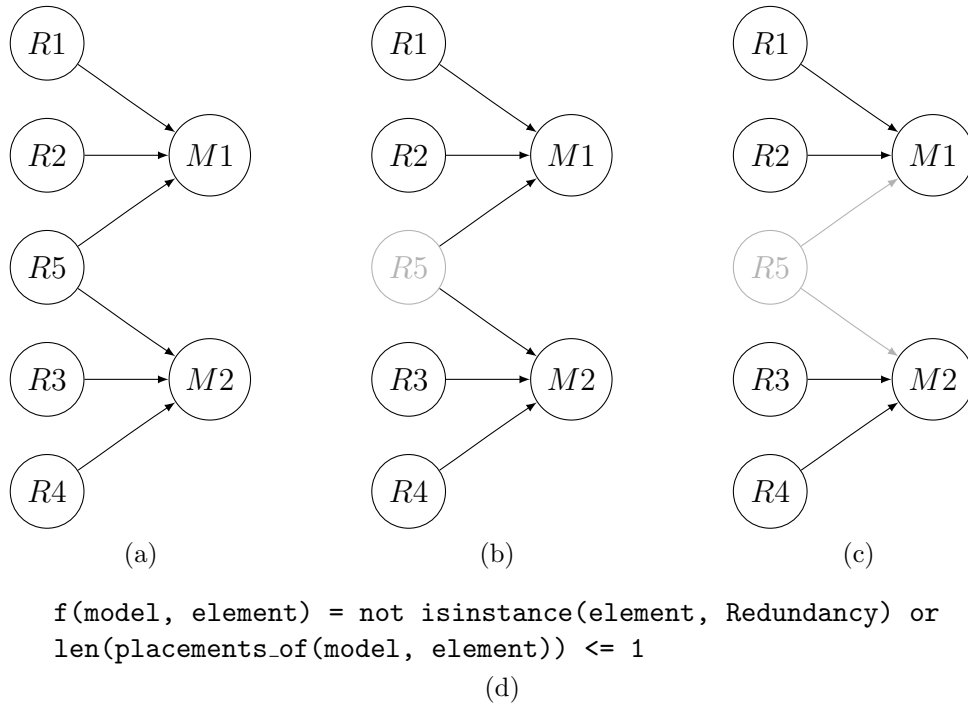 R1 R1 R1
R2 M1 R2 M1 R2 M1
R5 R5 R5
R3 M2 R3 M2 R3 M2
R4 R4 R4
(a) (b) (c)
f(model, element) = not isinstance(element, Redundancy) or
len(placements_of(model, element)) <= 1
(d)